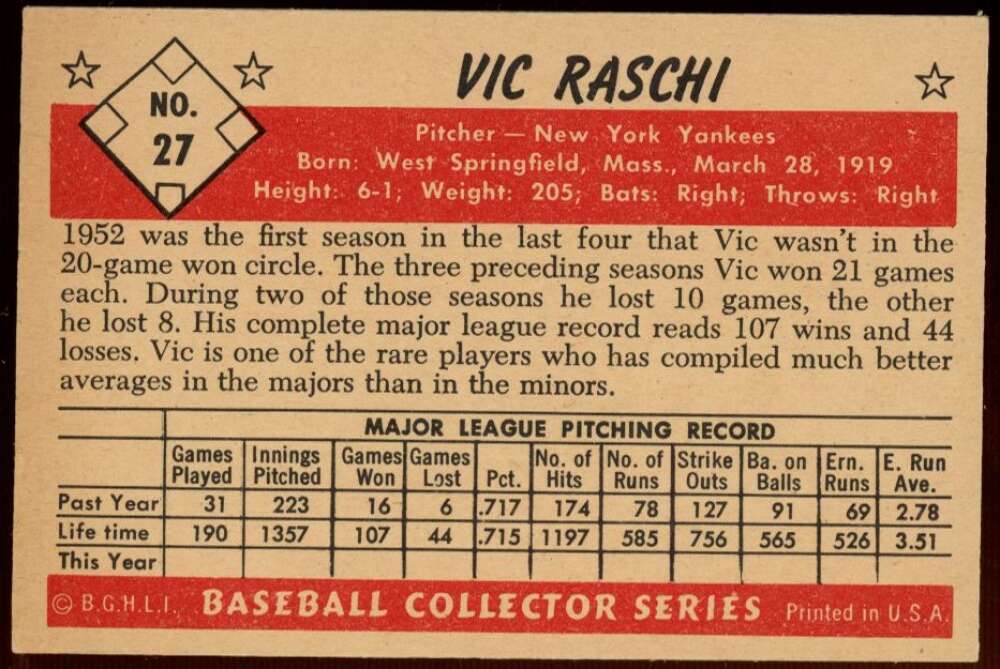 NO.
27
VIC RASCHI
Pitcher — New York Yankees
Born: West Springfield, Mass., March 28, 1919
Height: 6-1; Weight: 205; Bats: Right; Throws: Right
1952 was the first season in the last four that Vic wasn't in the
20-game won circle. The three preceding seasons Vic won 21 games
each. During two of those seasons he lost 10 games, the other
he lost 8. His complete major league record reads 107 wins and 44
losses. Vic is one of the rare players who has compiled much better
averages in the majors than in the minors.
MAJOR LEAGUE PITCHING RECORD
Games Played Innings Pitched Games Won Games Lost Pct. No. of Hits No. of Runs Strike Outs Ba. on Balls Ern. Runs E. Run Ave.
Past Year 31 223 16 6 .717 174 78 127 91 69 2.78
Life time 190 1357 107 44 .715 1197 585 756 565 526 3.51
This Year
© B.G.H.L.I. BASEBALL COLLECTOR SERIES Printed in U.S.A.